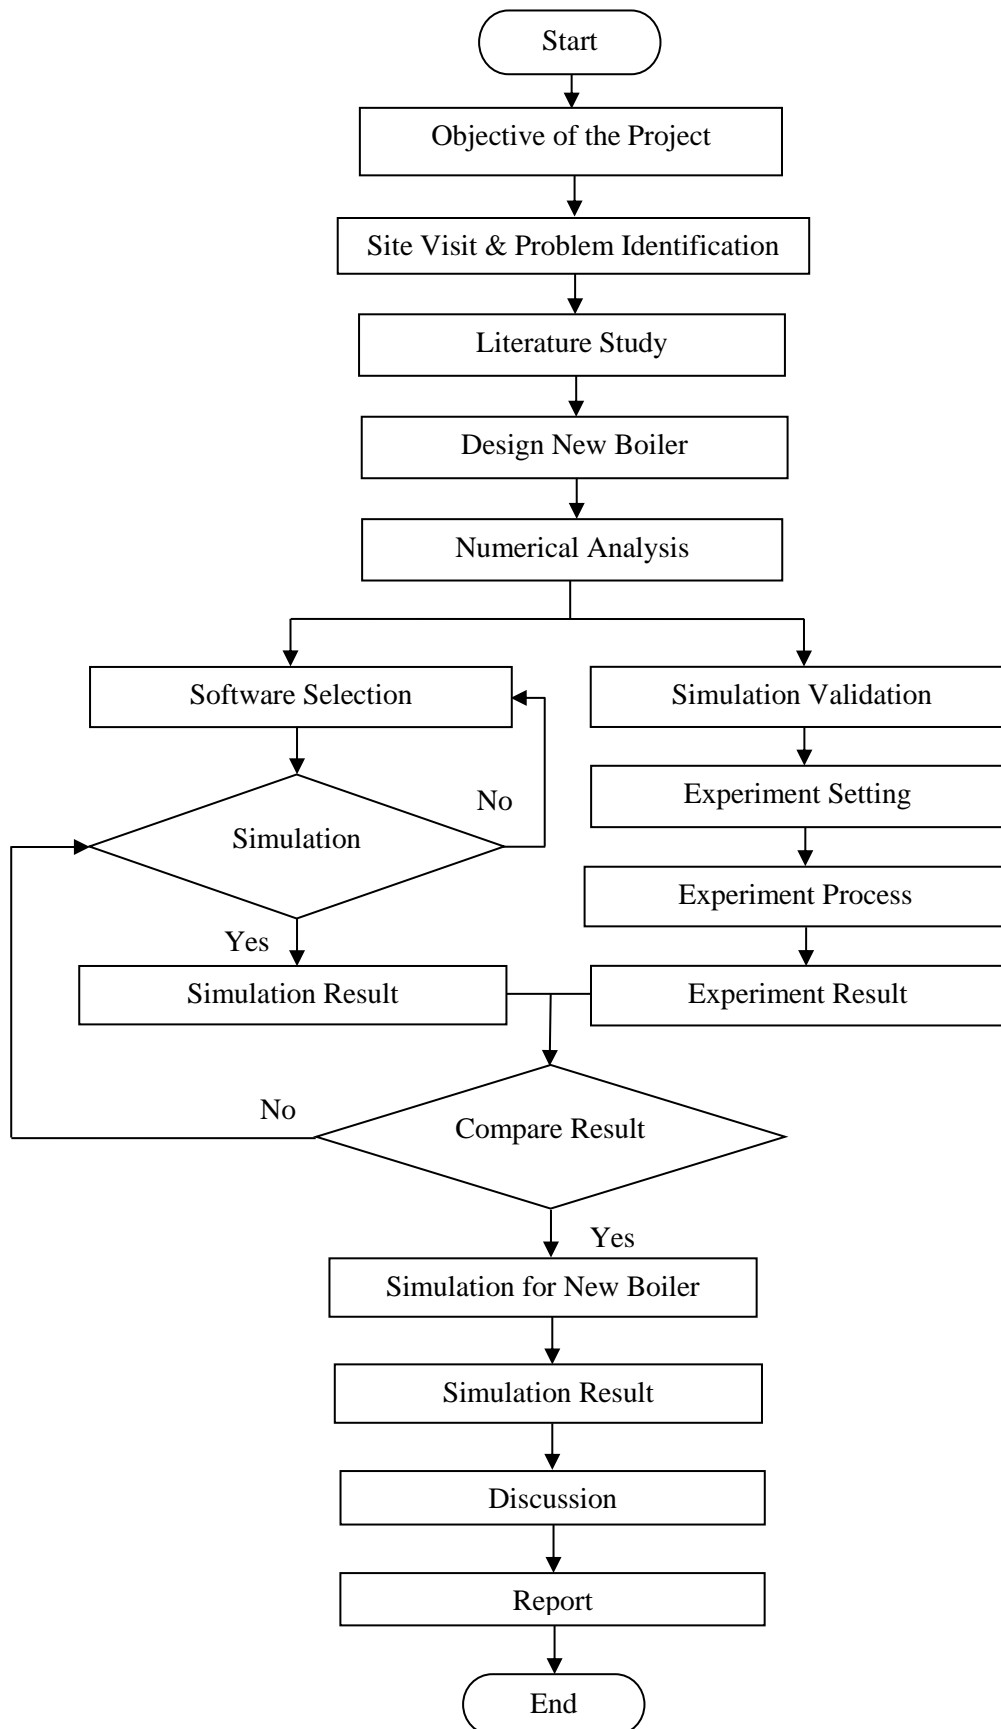 Start
Objective of the Project
Site Visit & Problem Identification
Literature Study
Design New Boiler
Numerical Analysis
Software Selection
Simulation Validation
No
Experiment Setting
Simulation
Experiment Process
Yes
Simulation Result
Experiment Result
No
Compare Result
Yes
Simulation for New Boiler
Simulation Result
Discussion
Report
End